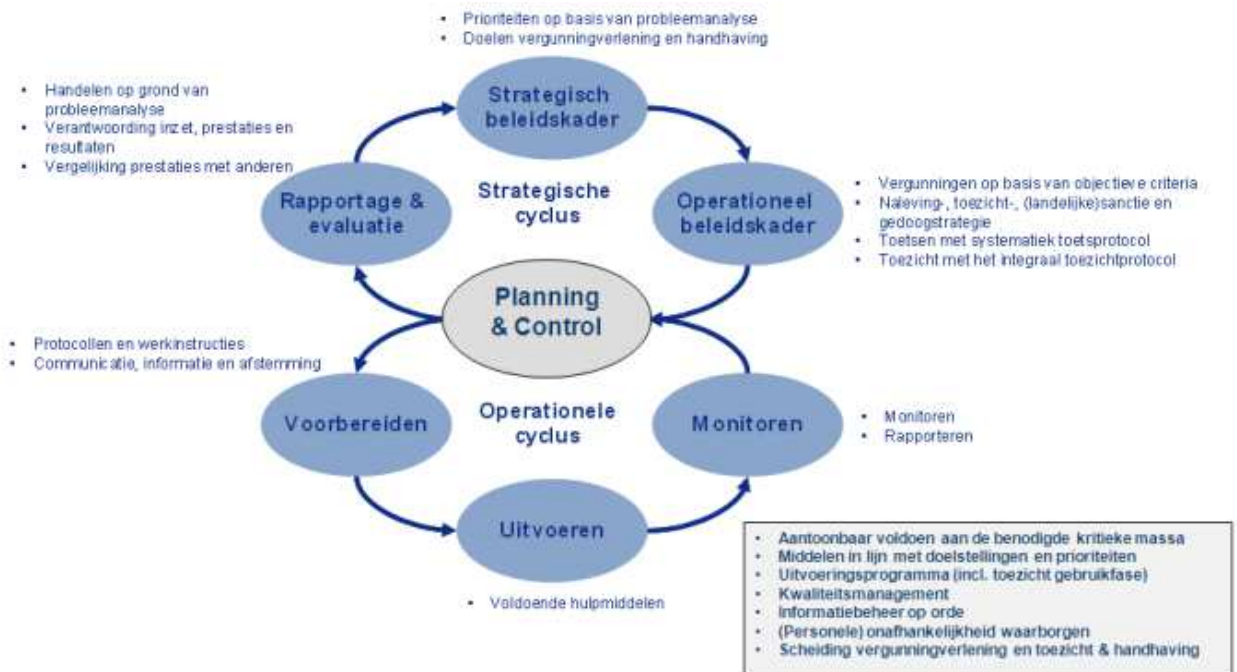 • Prioriteiten op basis van probleemanalyse
• Doelen vergunningverlening en handhaving
• Handelen op grond van
probleemanalyse
• Verantwoording inzet, prestaties en
resultaten
• Vergelijking prestaties met anderen
Strategisch
beleidskader
Rapportage &
evaluatie
Strategische
cyclus
Operationeel
beleidskader
• Vergunningen op basis van objectieve criteria
• Naleving-, toezicht-, (landelijke)sanctie en
gedoogstrategie
• Toetsen met systematiek toetsprotocol
• Toezicht met het integraal toezichtprotocol
Planning
& Control
• Protocollen en werkinstructies
• Communicatie, informatie en afstemming
Voorbereiden
Operationele
cyclus
Monitoren
• Monitoren
• Rapporteren
Uitvoeren
• Voldoende hulpmiddelen
• Aantoonbaar voldoen aan de benodigde kritieke massa
• Middelen in lijn met doelstellingen en prioriteiten
• Uitvoeringsprogramma (incl. toezicht gebruikfase)
• Kwaliteitsmanagement
• Informatiebeheer op orde
• (Personele) onafhankelijkheid waarborgen
• Scheiding vergunningverlening en toezicht & handhaving